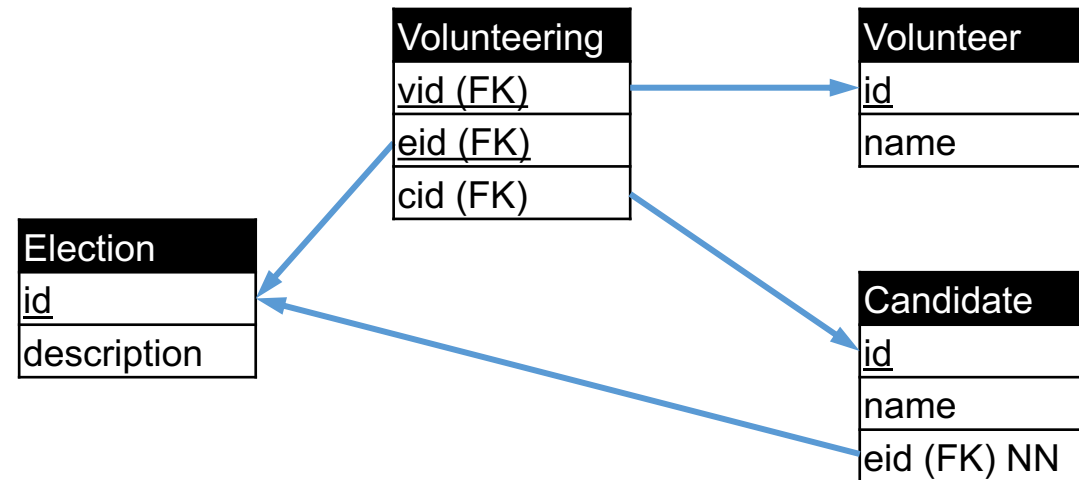 Volunteering
vid (FK)
eid (FK)
cid (FK)
Volunteer
id
name
Election
id
description
Candidate
id
name
eid (FK) NN